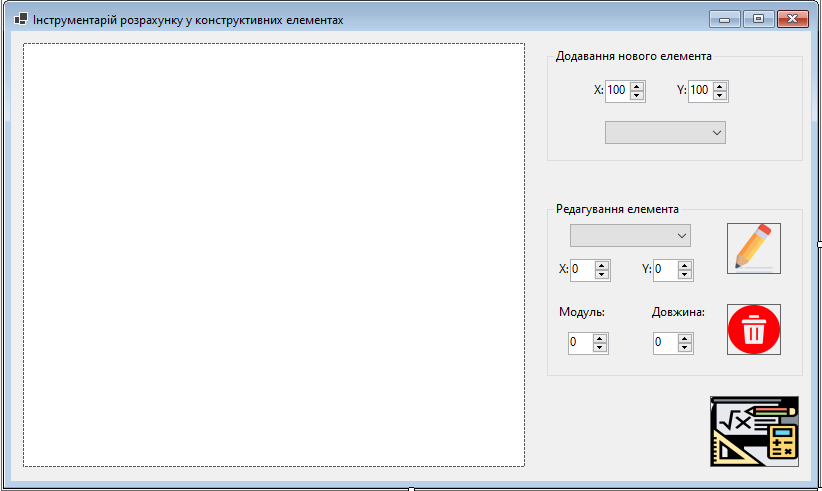 Інструментарій розрахунку у конструктивних елементах
Додавання нового елемента
X: 100 Y: 100
Редагування елемента
X: 0 Y: 0
Модуль: Довжина:
0 0
√x